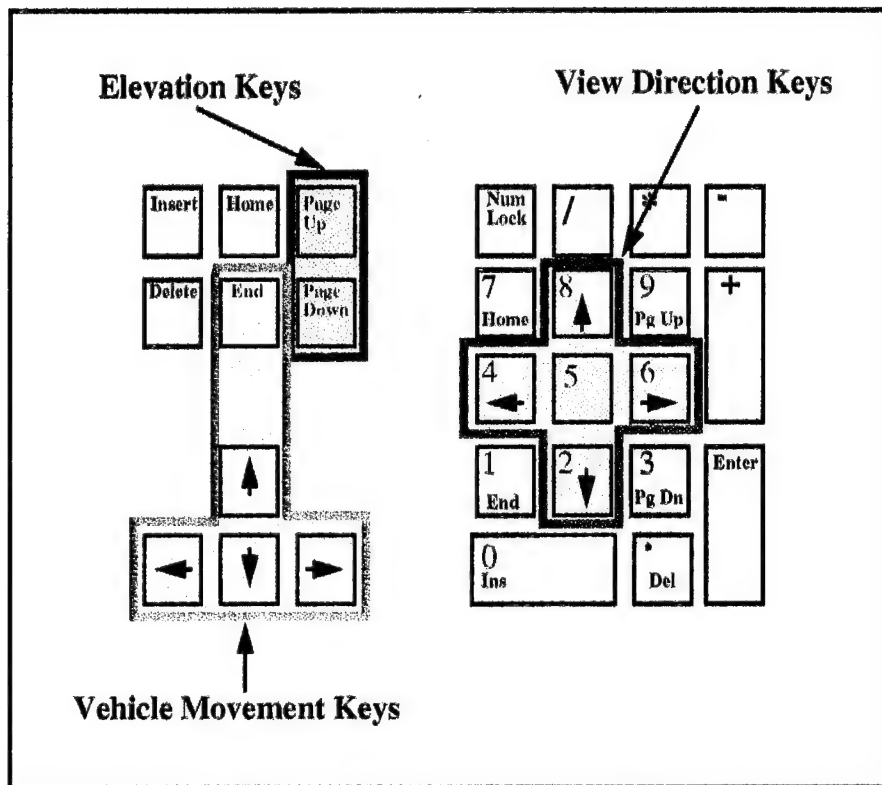 Elevation Keys
View Direction Keys
Insert
Home
Page
Up
Delete
End
Page
Down
Num
Lock
/
*
-
7
Home
8
9
Pg Up
+
4
5
6
1
End
2
3
Pg Dn
Enter
0
Ins
.
Del
Vehicle Movement Keys